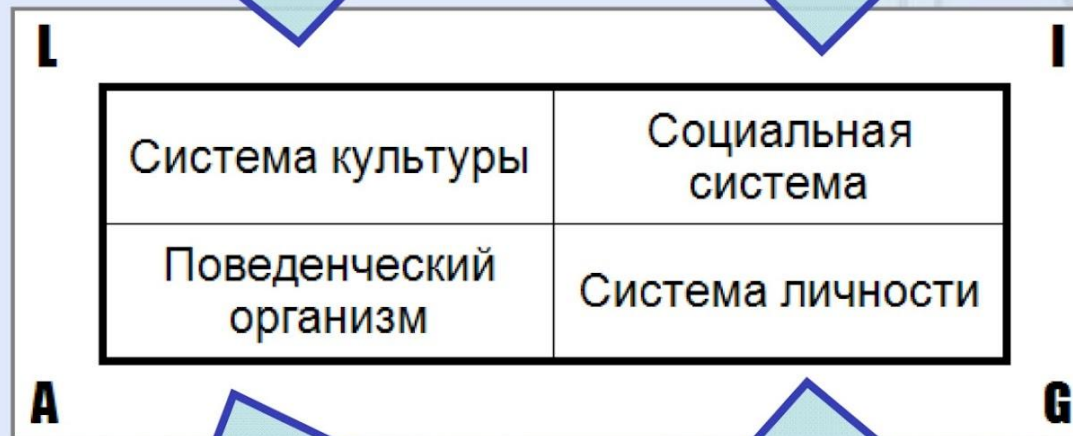 L
I
Система культуры
Социальная
система
Поведенческий
организм
Система личности
A
G